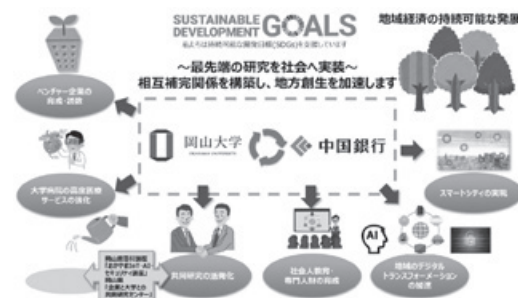 SUSTAINABLE
DEVELOPMENT
GOALS
私たちは持続可能な開発目標(SDGs)を支援しています
地域経済の持続可能な発展
～最先端の研究を社会へ実装～
相互補完関係を構築し、地方創生を加速します
ベンチャー企業の
育成・誘致
岡山大学
OKAYAMA UNIVERSITY
中国銀行
大学病院の高度医療
サービスの強化
スマートシティの実現
AI
共同研究の活発化
社会人教育・
専門人財の育成
地域のデジタル
トランスフォーメーションの加速